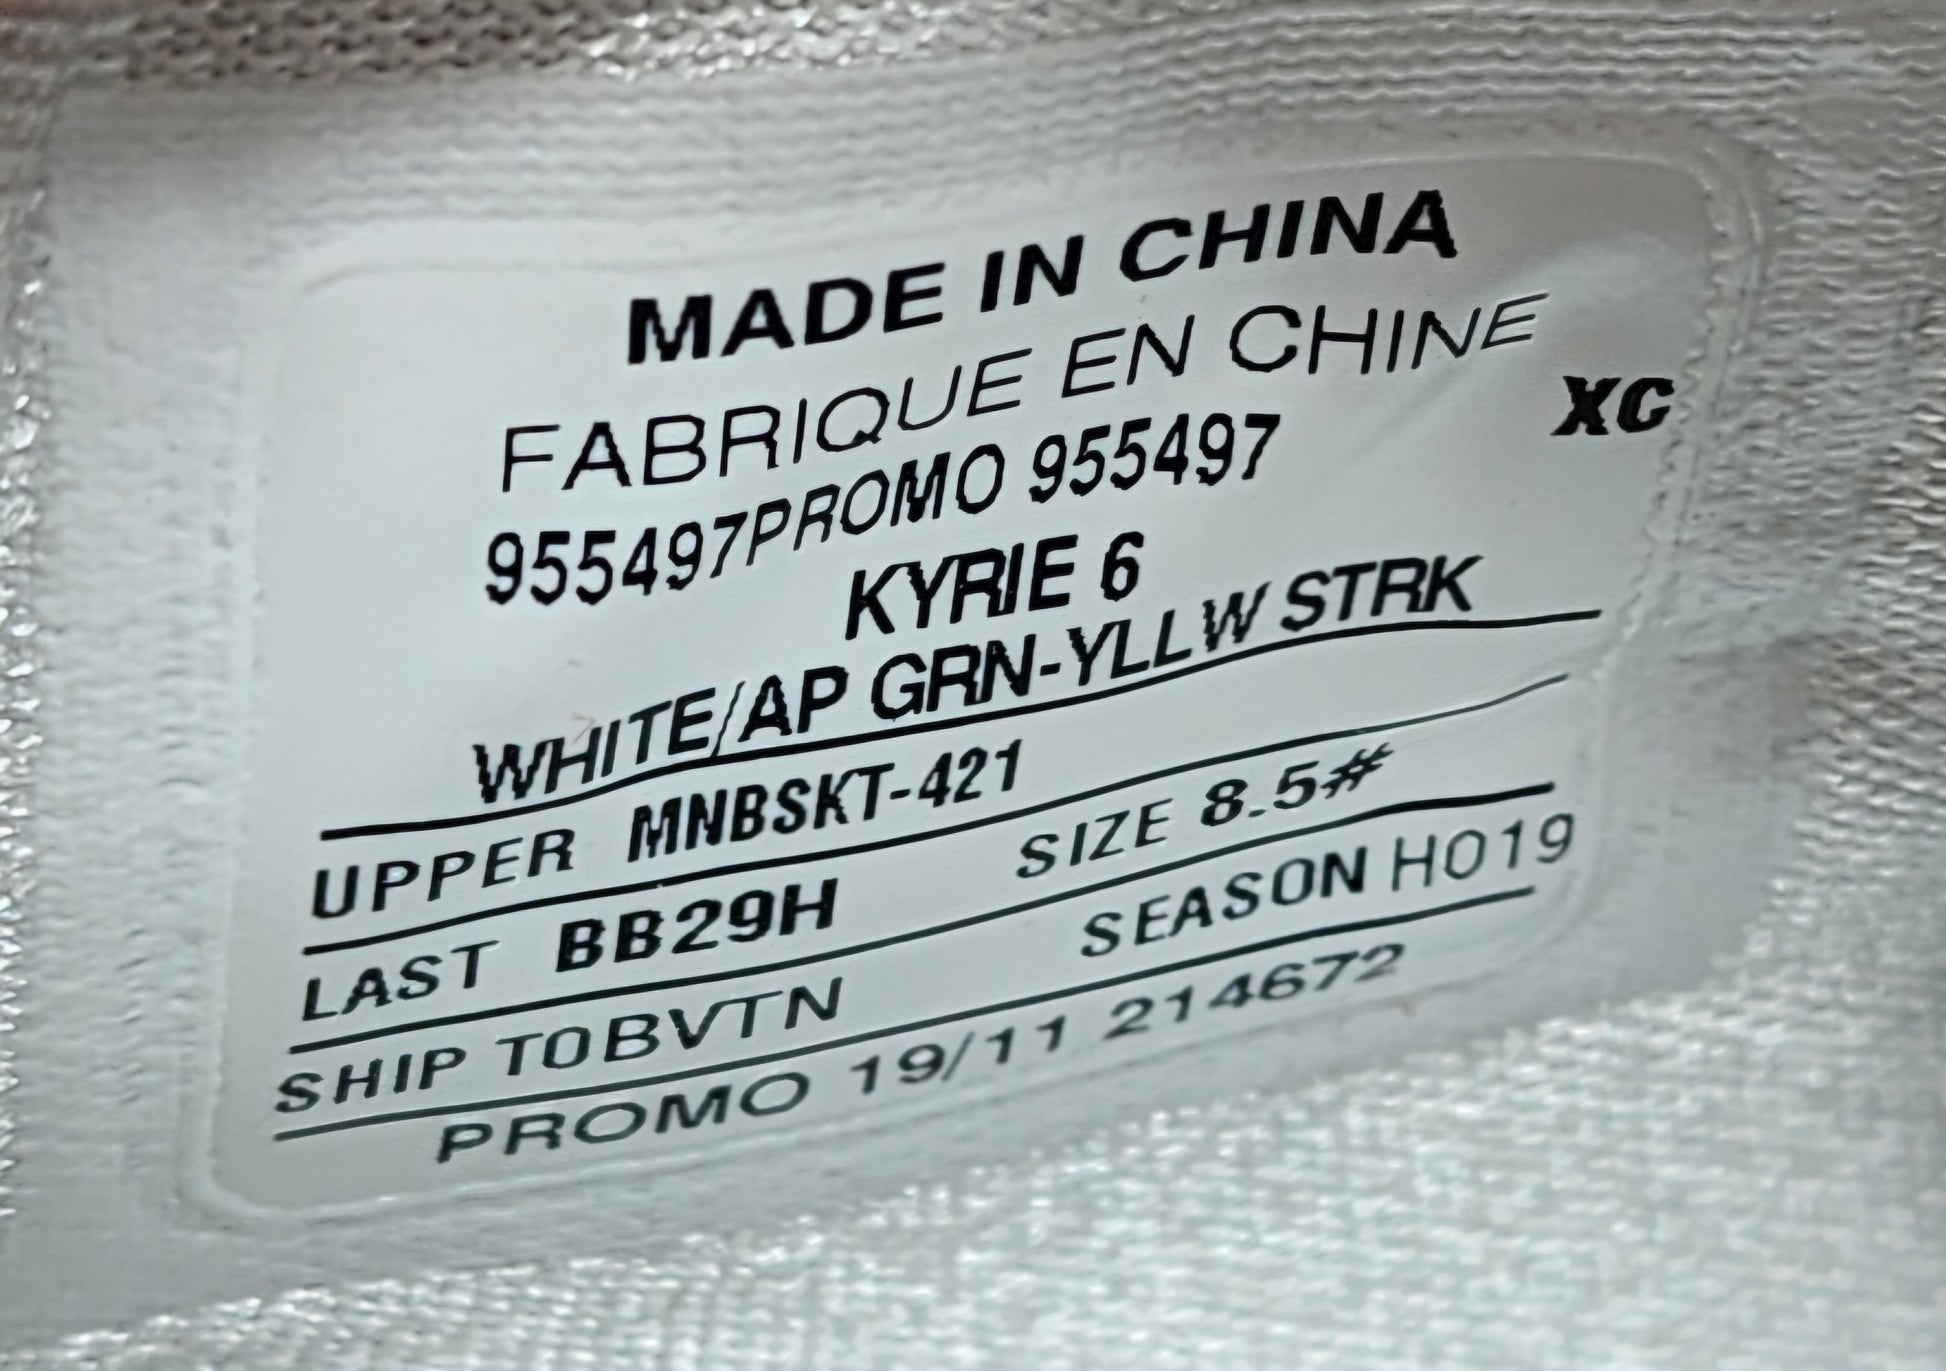 MADE IN CHINA
FABRIQUE EN CHINE
XC
955497PROMO 955497
KYRIE 6
WHITE/AP GRN-YLLW STRK
UPPER MNBSKT-421
LAST BB29H SIZE 8.5#
SHIP TOBVTN SEASON HO19
PROMO 19/11 214672